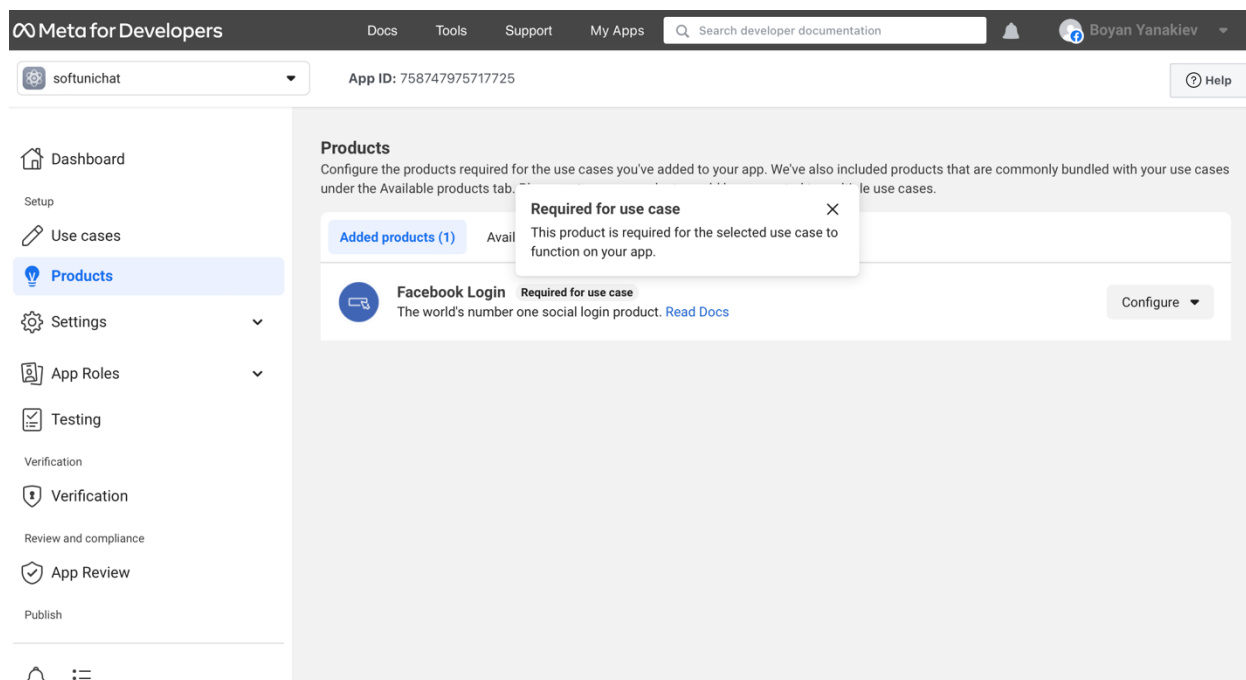 Meta for Developers
Docs
Tools
Support
My Apps
Search developer documentation
Boyan Yanakiev
softunichat
App ID: 758747975717725
Help
Dashboard
Setup
Use cases
Products
Settings
App Roles
Testing
Verification
Verification
Review and compliance
App Review
Publish
Products
Configure the products required for the use cases you've added to your app. We've also included products that are commonly bundled with your use cases
under the Available products tab. le use cases.
Required for use case
This product is required for the selected use case to
function on your app.
Added products (1)
Avail
Facebook Login Required for use case
The world's number one social login product. Read Docs
Configure